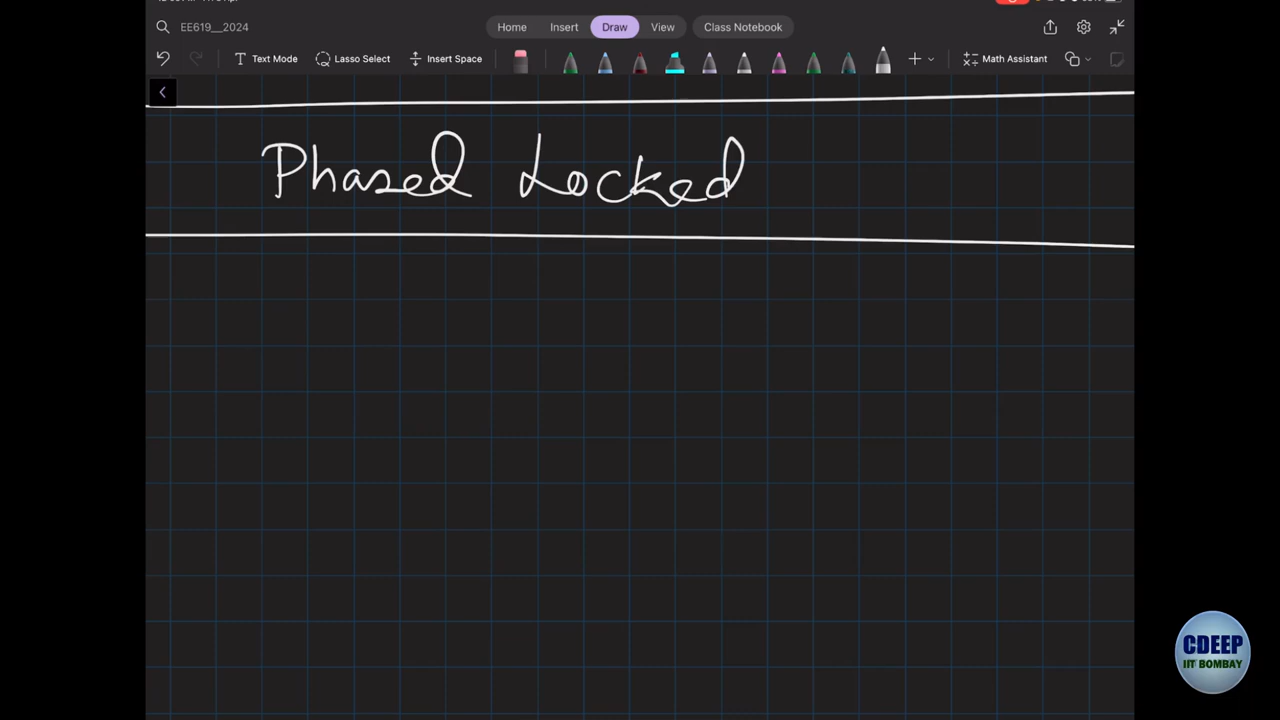 EE619__2024
Home Insert Draw View Class Notebook
Text Mode Lasso Select Insert Space Math Assistant
Phased Locked
CDEEP
IIT BOMBAY